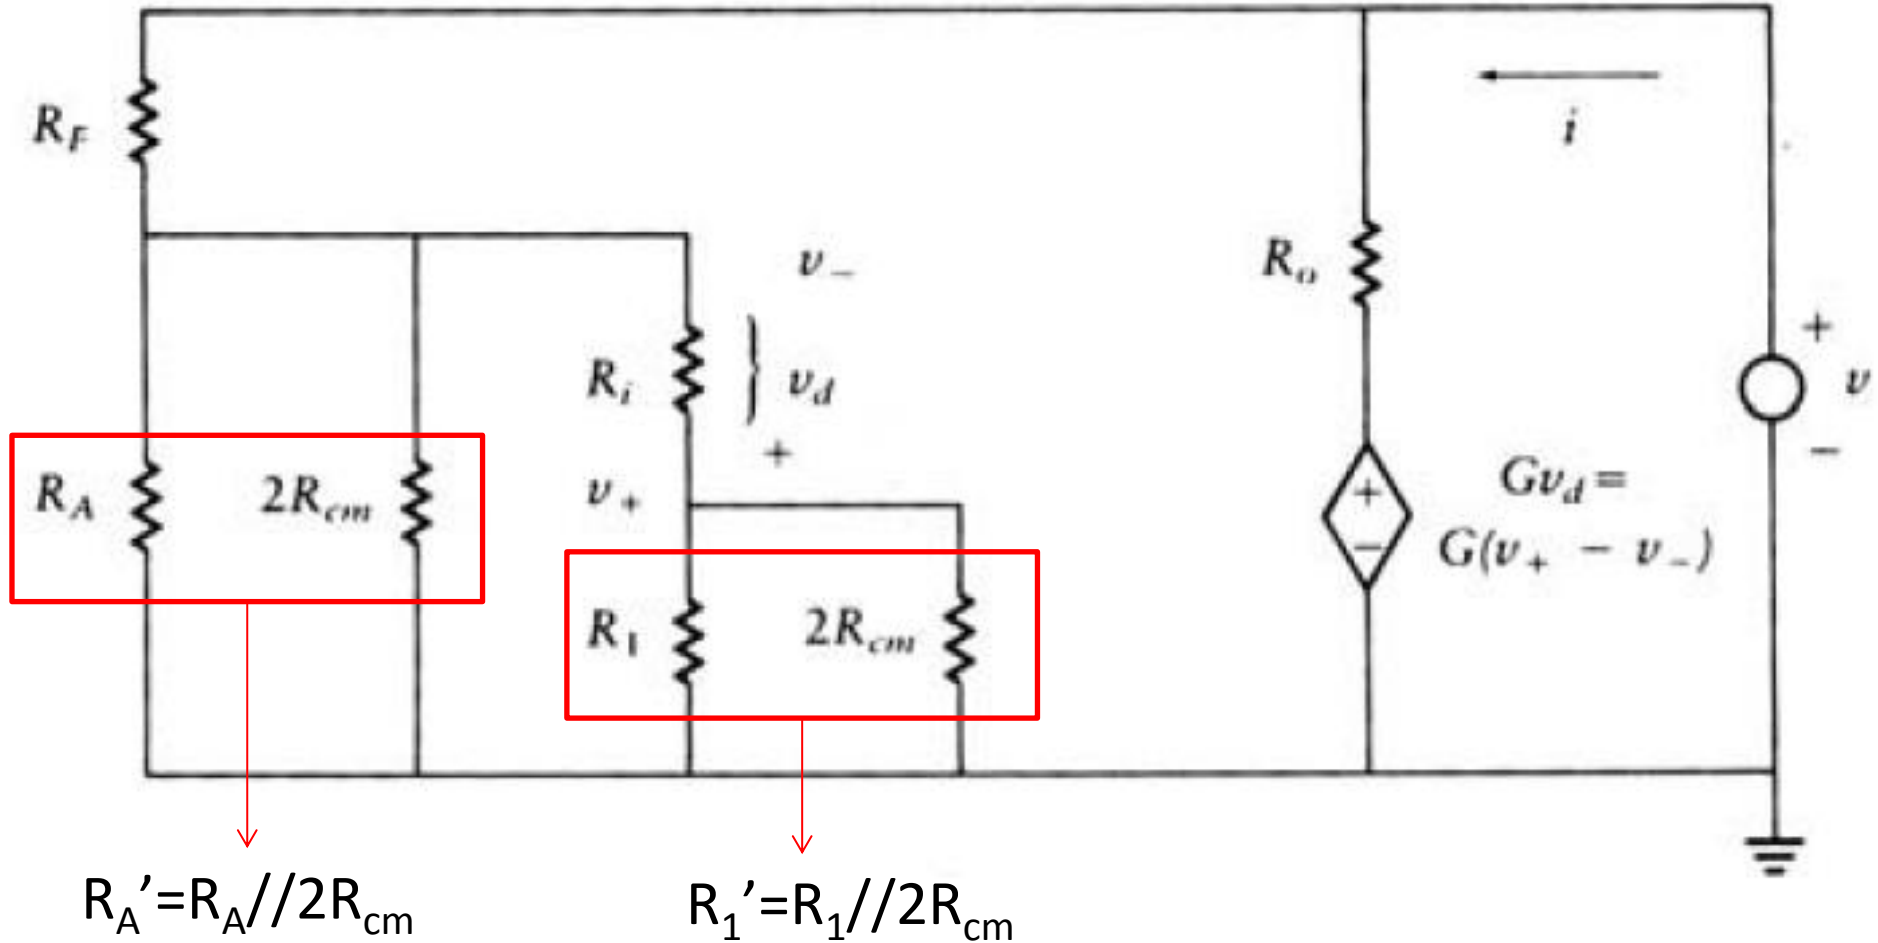 R_F
i
v_-
R_o
R_i
v_d
+
v
-
R_A
2R_cm
v_+
+
+
-
Gv_d =
G(v_+ - v_-)
R_1
2R_cm
R_A'=R_A//2R_cm
R_1'=R_1//2R_cm